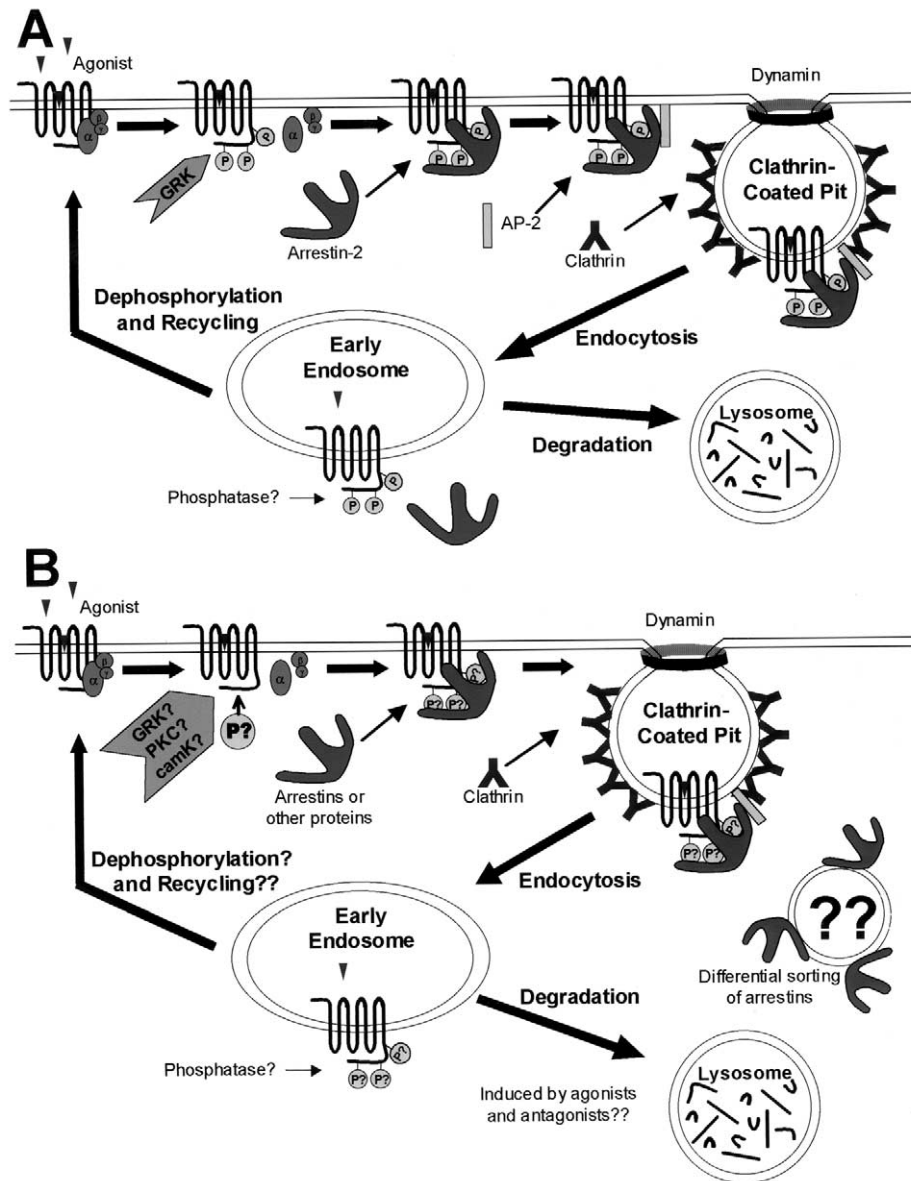 A
Agonist
Dynamin
β
γ
α
P
P
P
α
β
γ
P
P
P
P
P
P
GRK
Arrestin-2
AP-2
Clathrin
Clathrin-
Coated Pit
P
P
P
Dephosphorylation
and Recycling
Early
Endosome
Endocytosis
Degradation
Lysosome
Phosphatase?
P
P
P
B
Agonist
Dynamin
β
γ
α
α
β
γ
P?
P?
P?
GRK?
PKC?
camK?
P?
Arrestins or
other proteins
Clathrin
Clathrin-
Coated Pit
P?
P?
P?
Dephosphorylation?
and Recycling??
Early
Endosome
Endocytosis
??
Differential sorting
of arrestins
Degradation
Phosphatase?
P?
P?
P?
Induced by agonists
and antagonists??
Lysosome